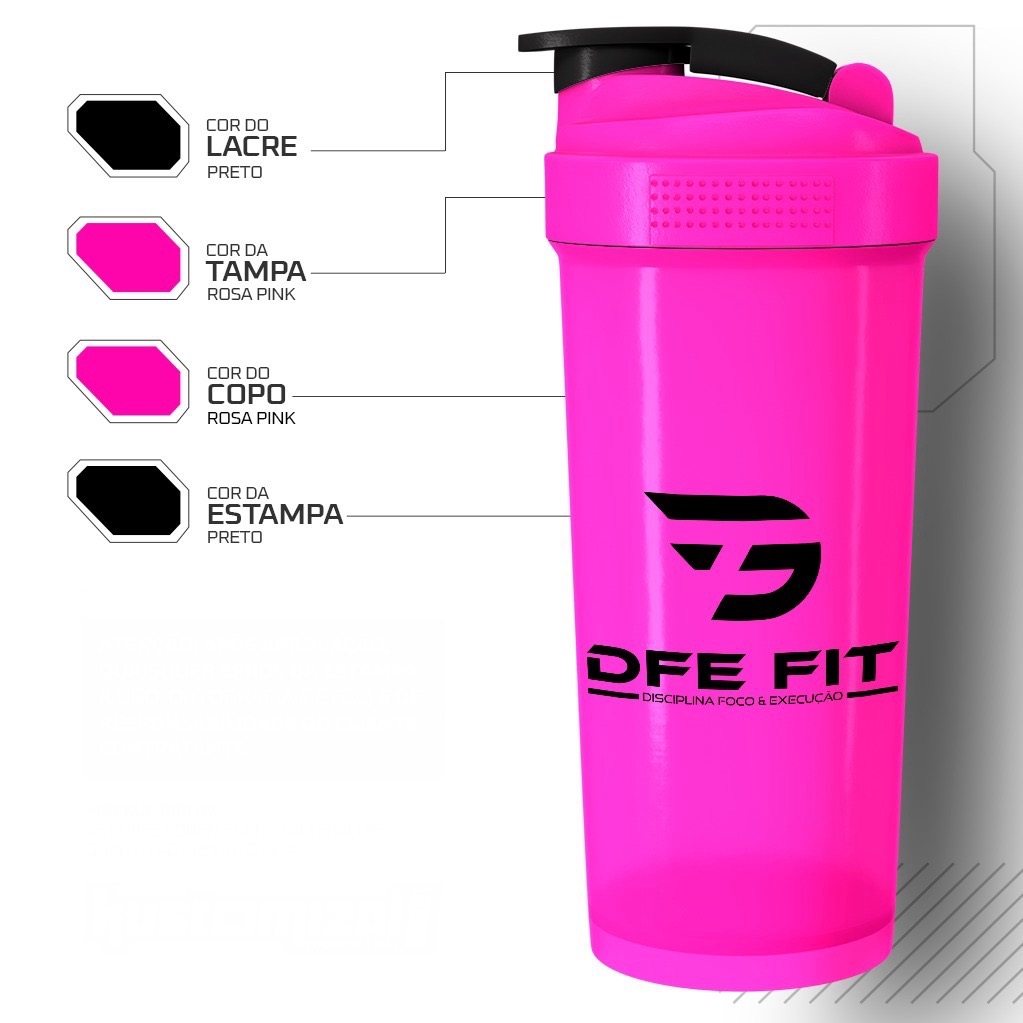 COR DO
LACRE
PRETO
COR DA
TAMPA
ROSA PINK
COR DO
COPO
ROSA PINK
COR DA
ESTAMPA
PRETO
DFE FIT
DISCIPLINA FOCO & EXECUÇÃO